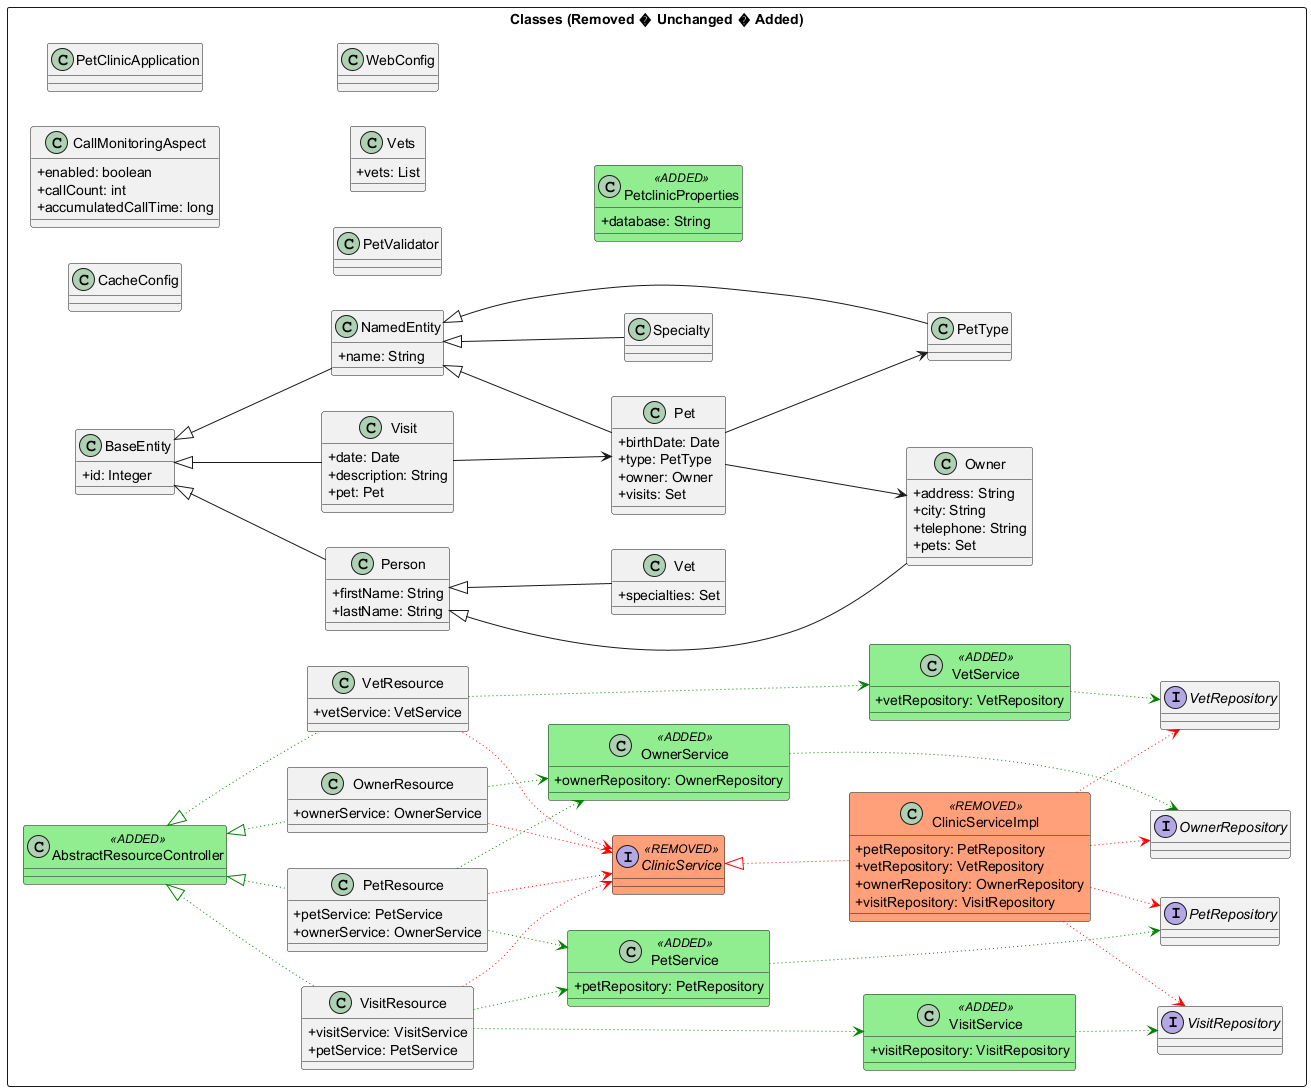 Classes (Removed � Unchanged � Added)
C PetClinicApplication
C WebConfig
C CallMonitoringAspect
+enabled: boolean
+callCount: int
+accumulatedCallTime: long
C Vets
+vets: List
«ADDED»
C PetclinicProperties
+database: String
C PetValidator
C CacheConfig
C NamedEntity
+name: String
C Specialty
C PetType
C BaseEntity
+id: Integer
C Visit
+date: Date
+description: String
+pet: Pet
C Pet
+birthDate: Date
+type: PetType
+owner: Owner
+visits: Set
C Owner
+address: String
+city: String
+telephone: String
+pets: Set
C Person
+firstName: String
+lastName: String
C Vet
+specialties: Set
C VetResource
+vetService: VetService
«ADDED»
C VetService
+vetRepository: VetRepository
I VetRepository
C OwnerResource
+ownerService: OwnerService
«ADDED»
C OwnerService
+ownerRepository: OwnerRepository
«REMOVED»
C ClinicServiceImpl
+petRepository: PetRepository
+vetRepository: VetRepository
+ownerRepository: OwnerRepository
+visitRepository: VisitRepository
I OwnerRepository
«ADDED»
C AbstractResourceController
«REMOVED»
I ClinicService
C PetResource
+petService: PetService
+ownerService: OwnerService
«ADDED»
C PetService
+petRepository: PetRepository
I PetRepository
C VisitResource
+visitService: VisitService
+petService: PetService
«ADDED»
C VisitService
+visitRepository: VisitRepository
I VisitRepository